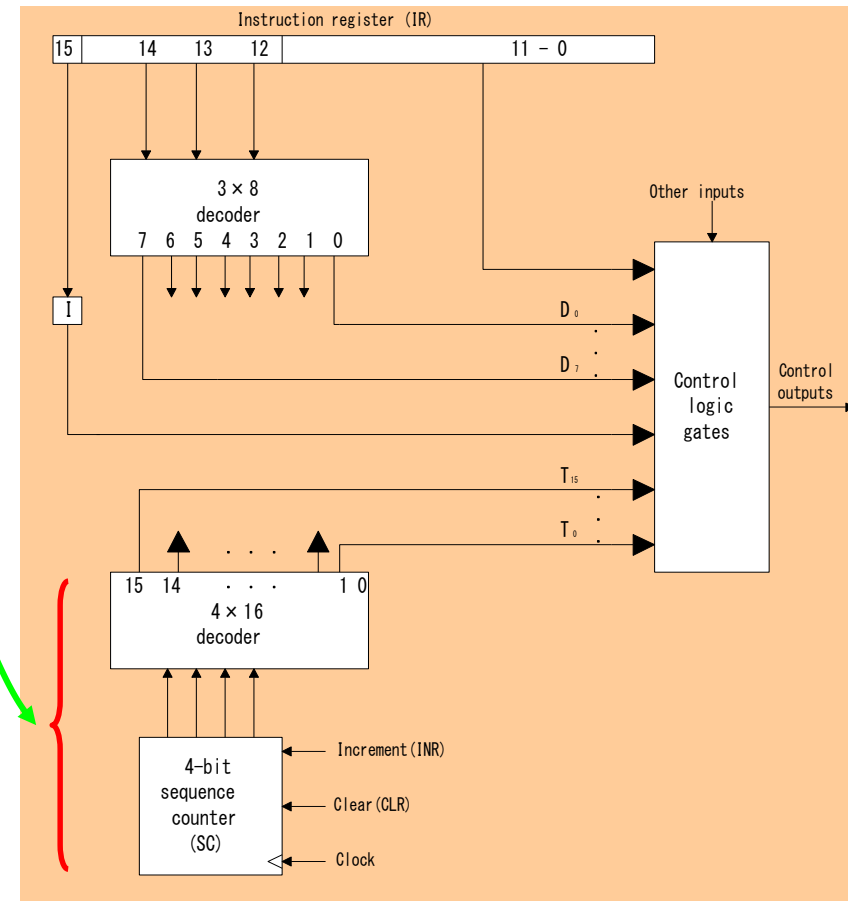 Instruction register (IR)
15 14 13 12 11 - 0
3 × 8
decoder
7 6 5 4 3 2 1 0
Other inputs
I
D₀
.
.
D₇ .
Control
logic
gates
Control
outputs
T₁₅
.
.
T₀ .
. . . .
15 14 . . . 1 0
4 × 16
decoder
4-bit
sequence
counter
(SC)
Increment(INR)
Clear(CLR)
Clock